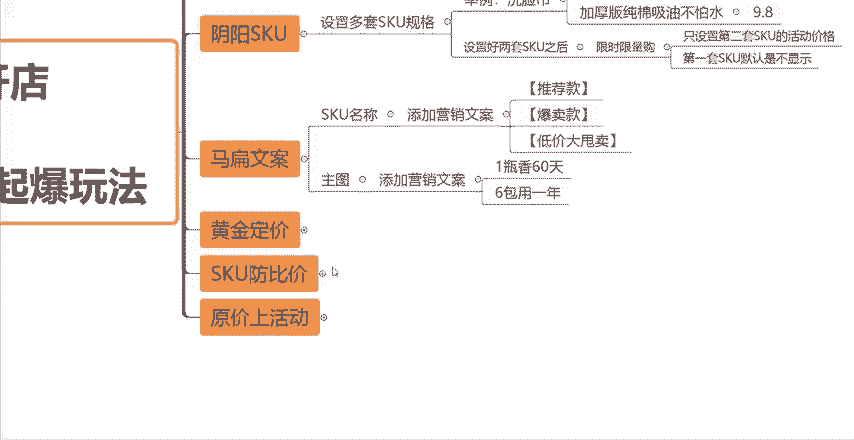 阴阳SKU
设置多套SKU规格
加厚版纯棉吸油不怕水
9.8
设置好两套SKU之后
限时限量购
只设置第二套SKU的活动价格
第一套SKU默认是不显示
开店
起爆玩法
马扁文案
SKU名称
添加营销文案
【推荐款】
【爆卖款】
【低价大甩卖】
主图
添加营销文案
1瓶香60天
6包用一年
黄金定价
SKU防比价
原价上活动